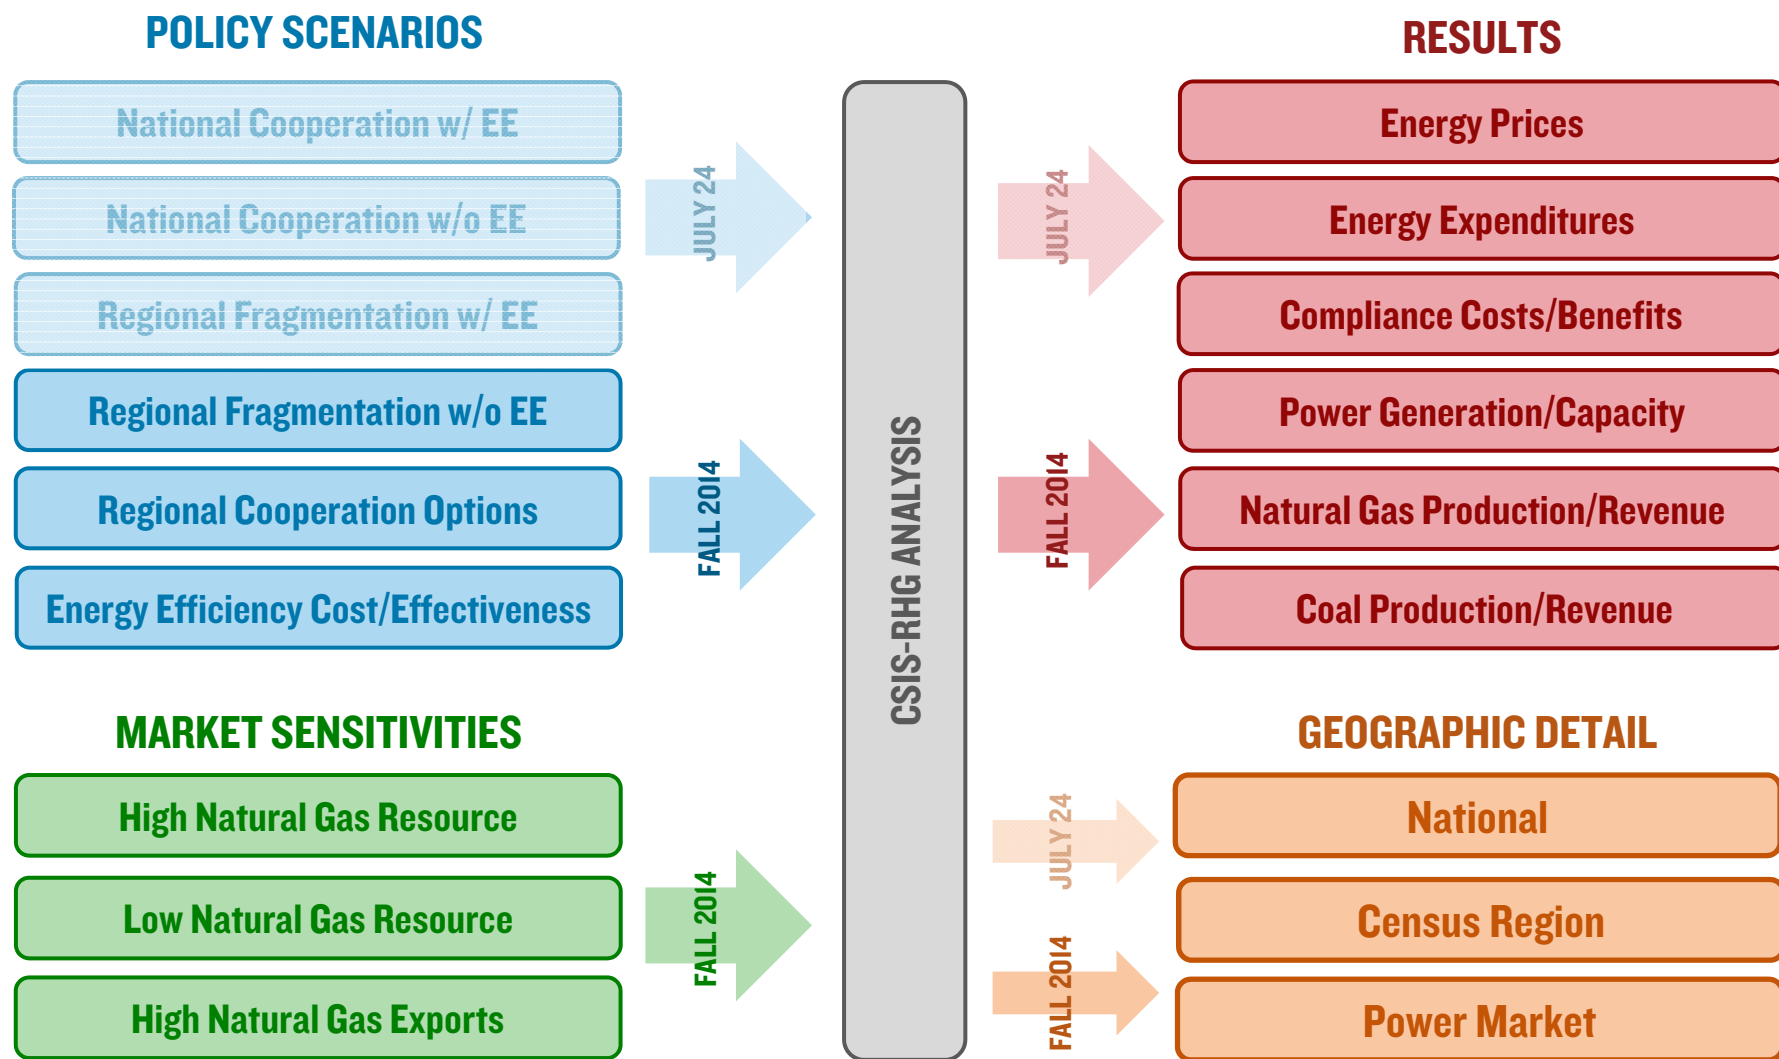 POLICY SCENARIOS
National Cooperation w/ EE
National Cooperation w/o EE
Regional Fragmentation w/ EE
Regional Fragmentation w/o EE
Regional Cooperation Options
Energy Efficiency Cost/Effectiveness
JULY 24
FALL 2014
MARKET SENSITIVITIES
High Natural Gas Resource
Low Natural Gas Resource
High Natural Gas Exports
FALL 2014
CSIS-RHG ANALYSIS
RESULTS
JULY 24
FALL 2014
Energy Prices
Energy Expenditures
Compliance Costs/Benefits
Power Generation/Capacity
Natural Gas Production/Revenue
Coal Production/Revenue
GEOGRAPHIC DETAIL
JULY 24
FALL 2014
National
Census Region
Power Market